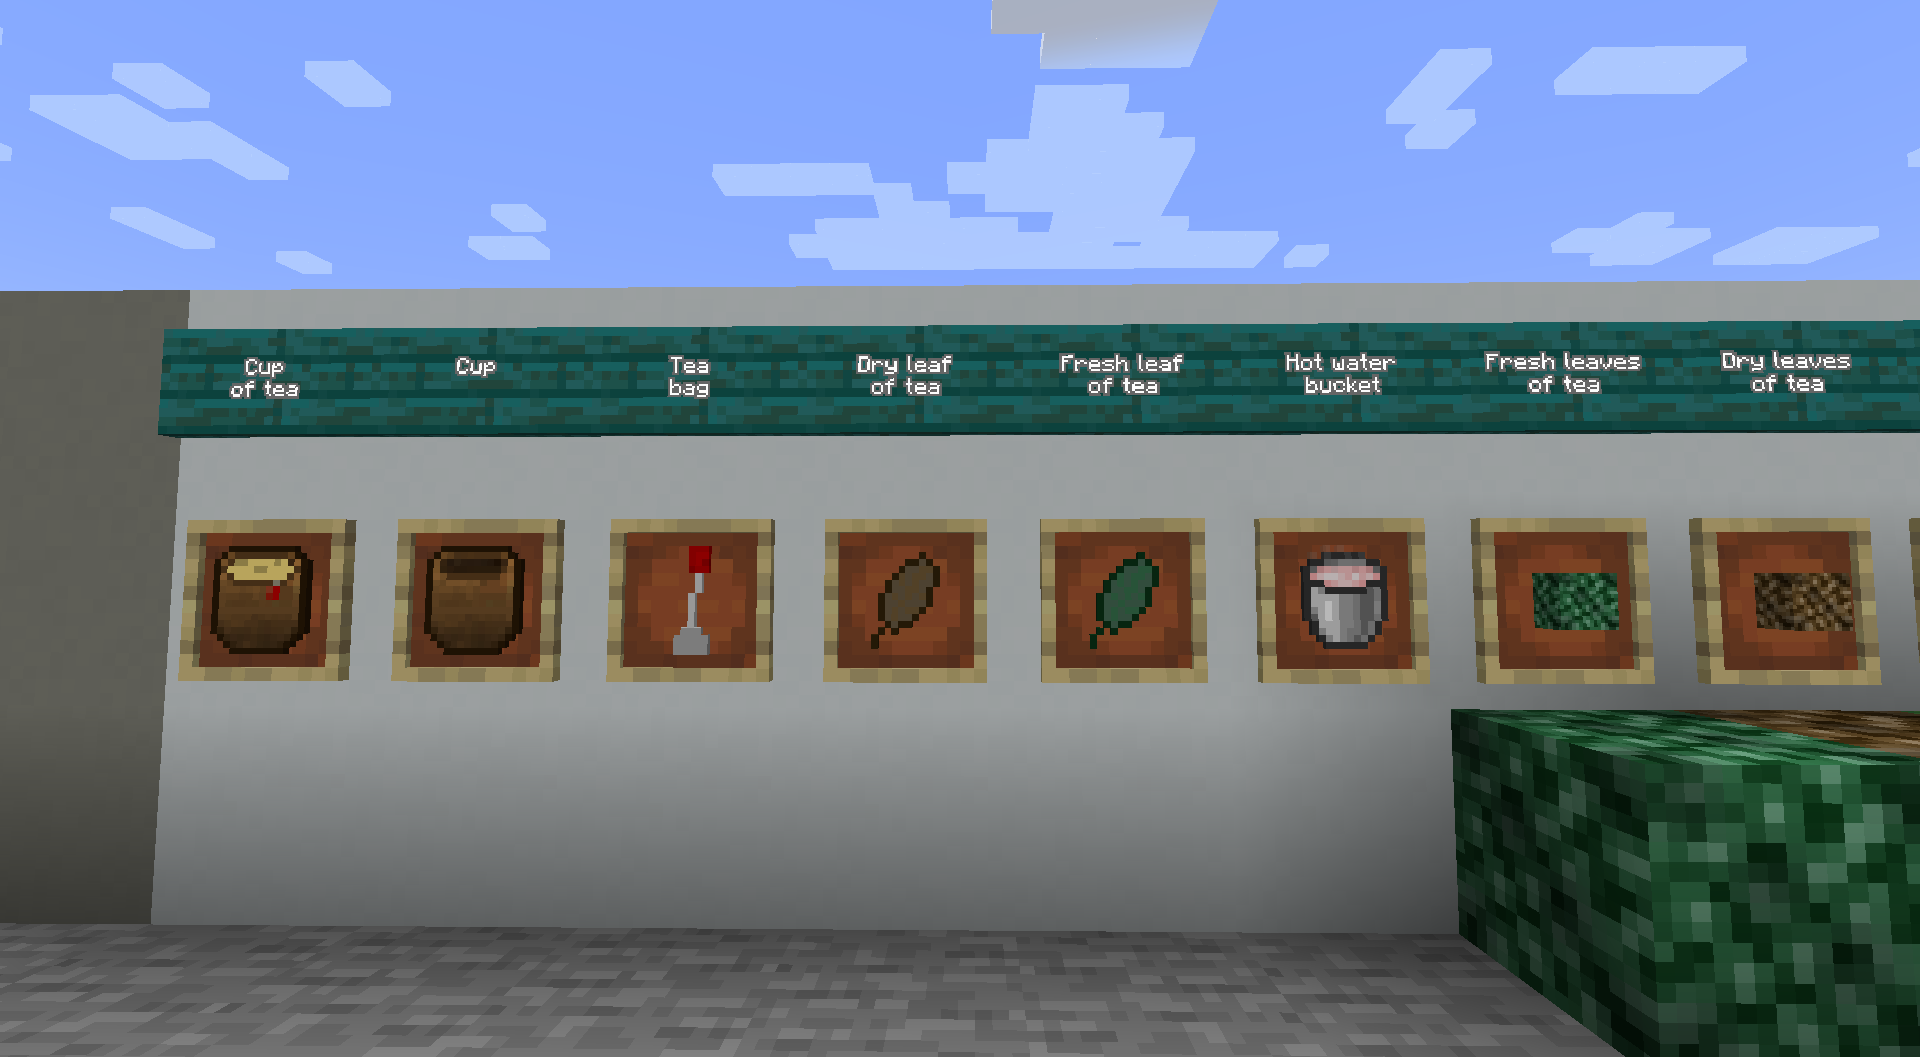 Cup
of tea
Cup
Tea
bag
Dry leaf
of tea
Fresh leaf
of tea
Hot water
bucket
Fresh leaves
of tea
Dry leaves
of tea